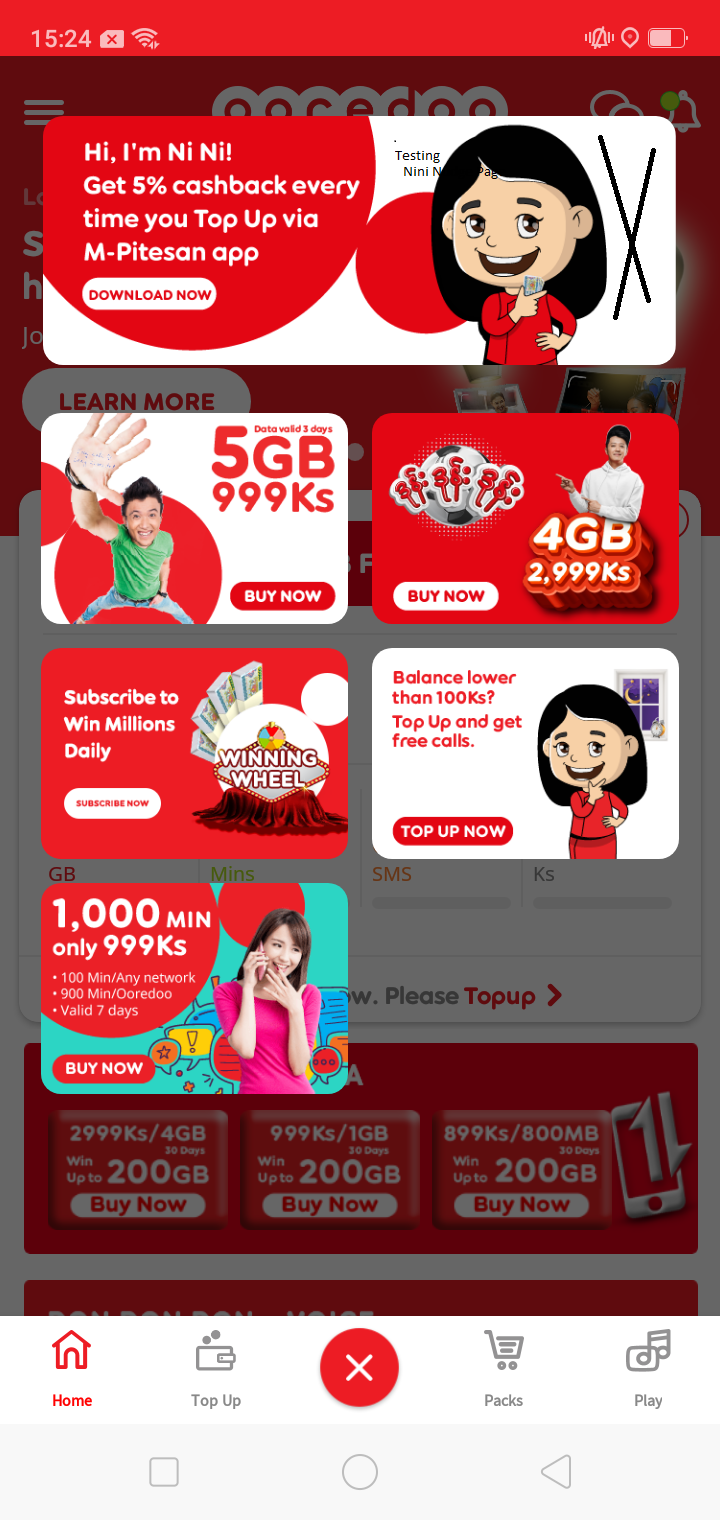 15:24
ooredoo
Hi, I'm Ni Ni!
Testing
Get 5% cashback every
Nini
time you Top Up via
M-Pitesan app
DOWNLOAD NOW
LEARN MORE
Data valid 3 days
5GB
999Ks
BUY NOW
ဒိုး ဒိုး ဒိုး
4GB
2,999Ks
BUY NOW
Subscribe to
Win Millions
Daily
WINNING
WHEEL
SUBSCRIBE NOW
Balance lower
than 100Ks?
Top Up and get
free calls.
TOP UP NOW
GB
Mins
SMS
Ks
1,000 MIN
only 999Ks
• 100 Min/Any network
• 900 Min/Ooredoo
• Valid 7 days
BUY NOW
Please Topup
2999Ks/4GB
30 Days
Win
Up to 200GB
Buy Now
999Ks/1GB
30 Days
Win
Up to 200GB
Buy Now
899Ks/800MB
30 Days
Win
Up to 200GB
Buy Now
Home
Top Up
Packs
Play